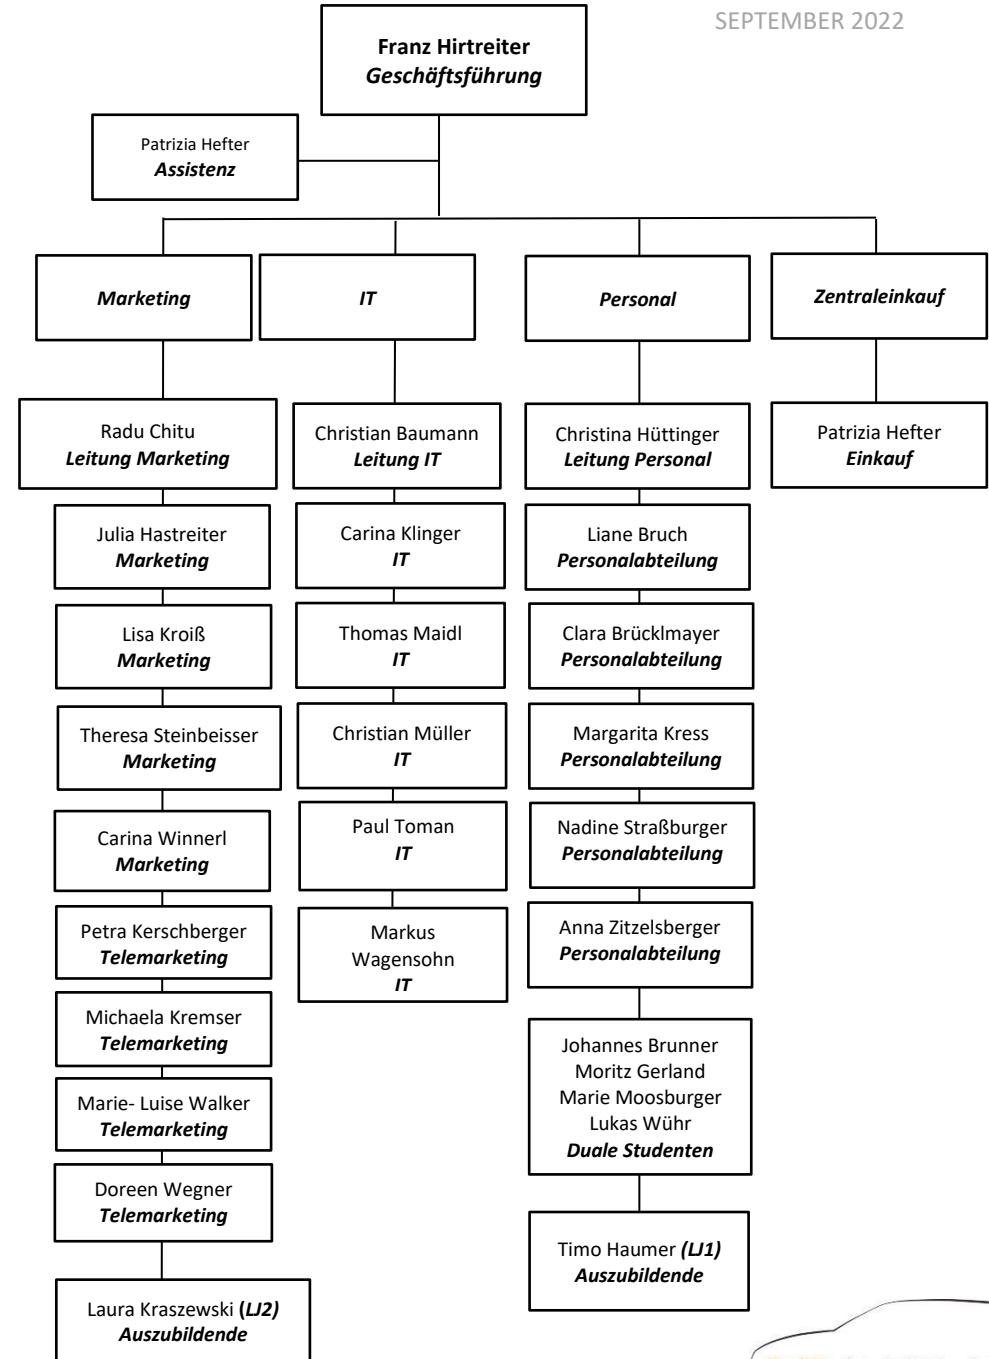 SEPTEMBER 2022
Franz Hirtreiter
Geschäftsführung
Patrizia Hefter
Assistenz
Marketing
IT
Personal
Zentraleinkauf
Radu Chitu
Leitung Marketing
Julia Hastreiter
Marketing
Lisa Kroiß
Marketing
Theresa Steinbeisser
Marketing
Carina Winnerl
Marketing
Petra Kerschberger
Telemarketing
Michaela Kremser
Telemarketing
Marie- Luise Walker
Telemarketing
Doreen Wegner
Telemarketing
Laura Kraszewski (LJ2)
Auszubildende
Christian Baumann
Leitung IT
Carina Klinger
IT
Thomas Maidl
IT
Christian Müller
IT
Paul Toman
IT
Markus
Wagensohn
IT
Christina Hüttinger
Leitung Personal
Liane Bruch
Personalabteilung
Clara Brücklmayer
Personalabteilung
Margarita Kress
Personalabteilung
Nadine Straßburger
Personalabteilung
Anna Zitzelsberger
Personalabteilung
Johannes Brunner
Moritz Gerland
Marie Moosburger
Lukas Wühr
Duale Studenten
Timo Haumer (LJ1)
Auszubildende
Patrizia Hefter
Einkauf